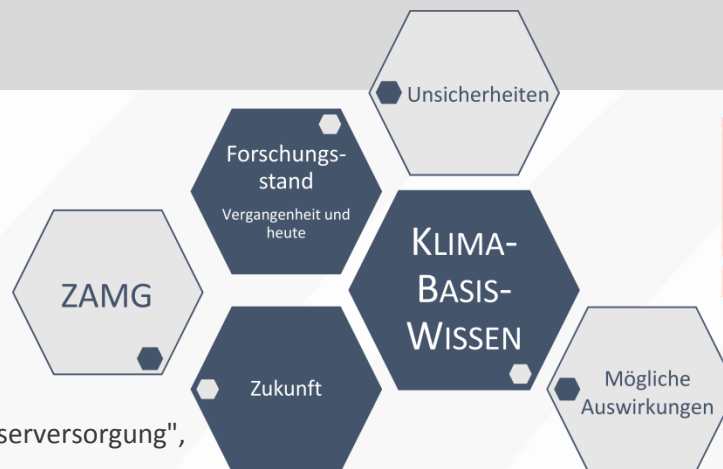 Unsicherheiten
Forschungs-
stand
Vergangenheit und
heute
KLIMA-
BASIS-
WISSEN
ZAMG
Zukunft
Mögliche
Auswirkungen
serversorgung",